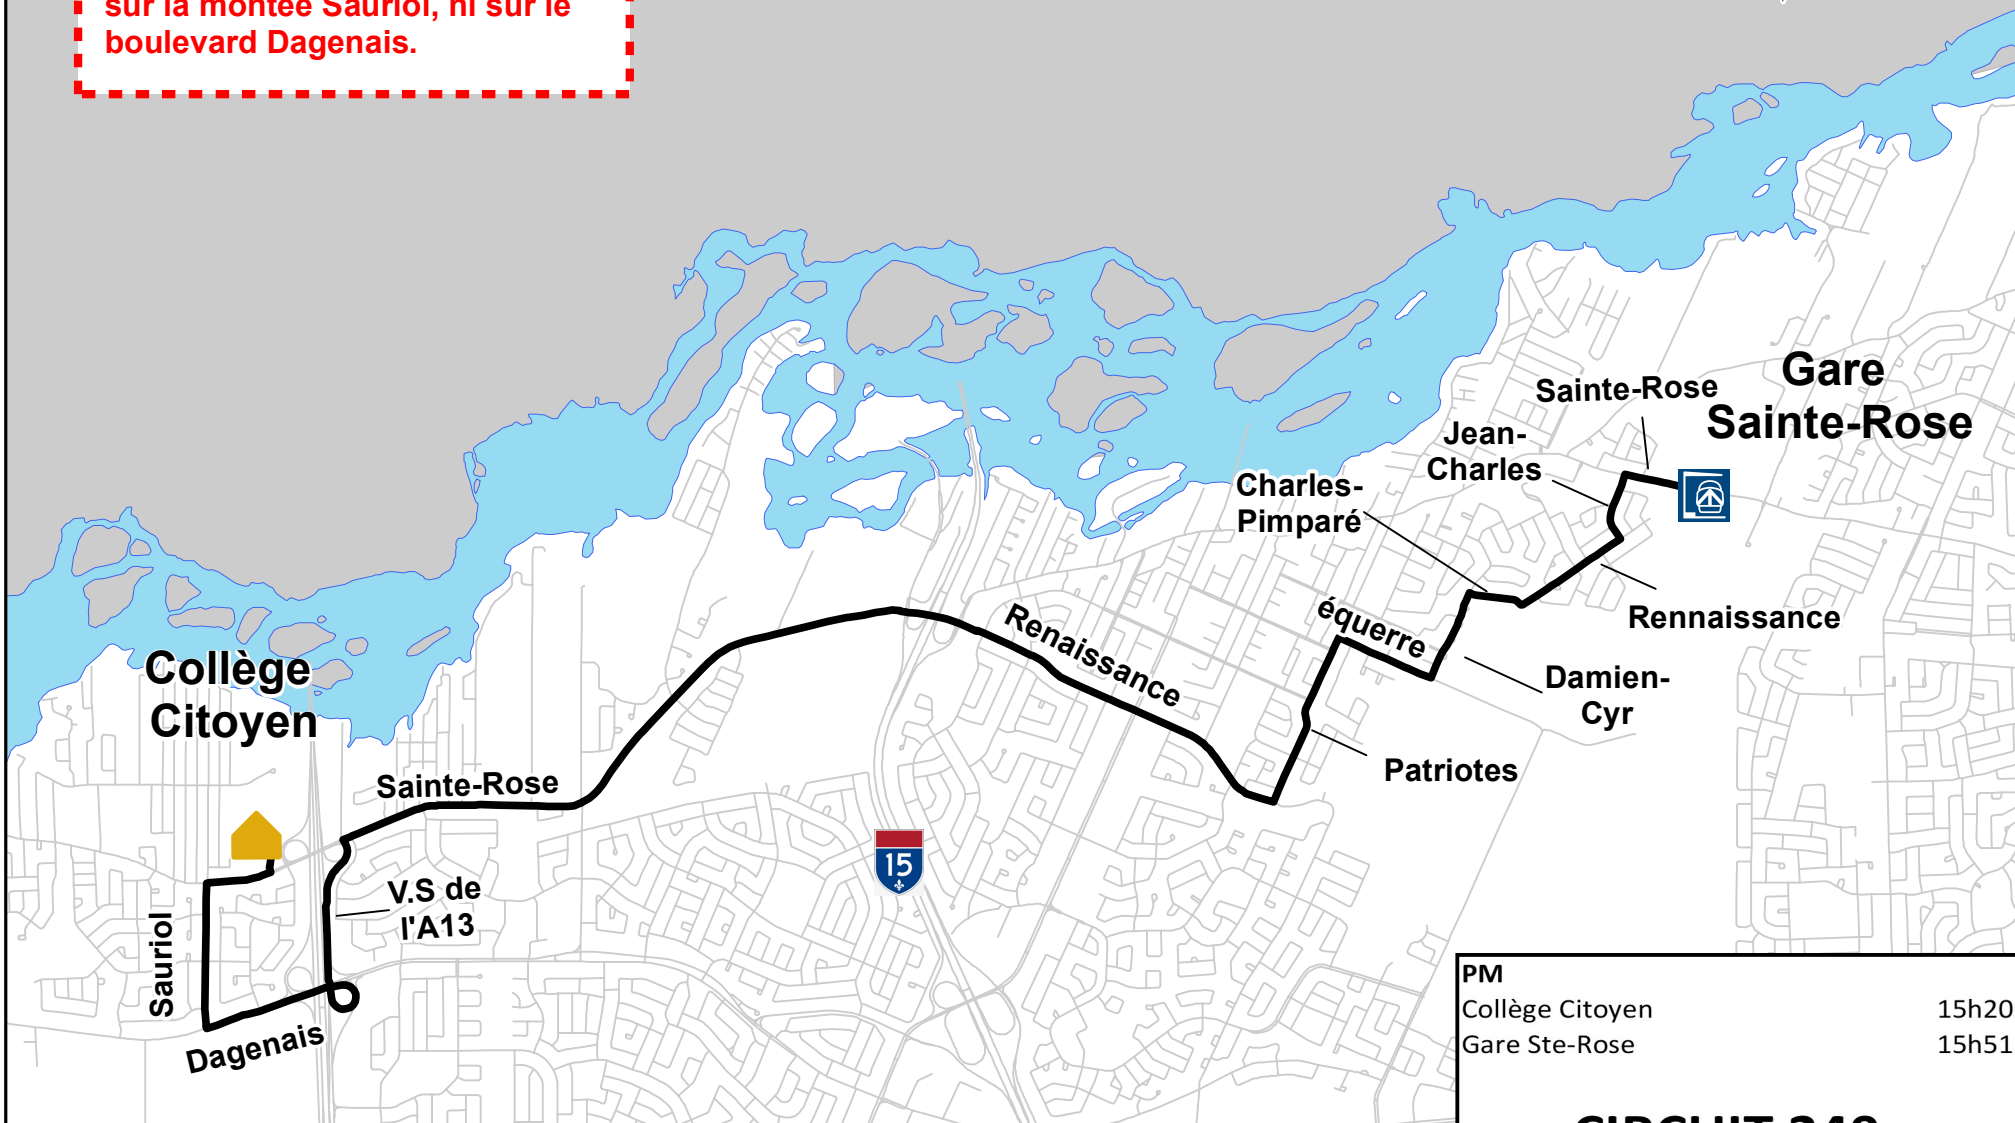 sur la montée Sauriol, ni sur le
boulevard Dagenais.
Gare
Sainte-Rose
Sainte-Rose
Jean-
Charles
Charles-
Pimparé
Rennaissance
équerre
Renaissance
Damien-
Cyr
Patriotes
Collège
Citoyen
Sainte-Rose
15
V.S de
l'A13
Sauriol
Dagenais
PM
Collège Citoyen 15h20
Gare Ste-Rose 15h51
CIRCUIT 240